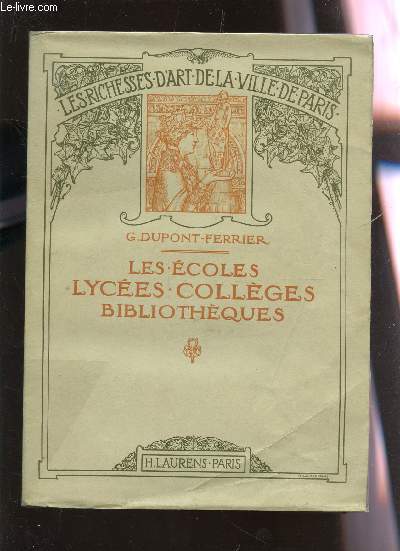 Le-Livre.com
LES·RICHESSES·D'ART·DE·LA·VILLE·DE·PARIS·
G. DUPONT-FERRIER
LES·ÉCOLES
LYCÉES·COLLÈGES
BIBLIOTHÈQUES
H. LAURENS·PARIS